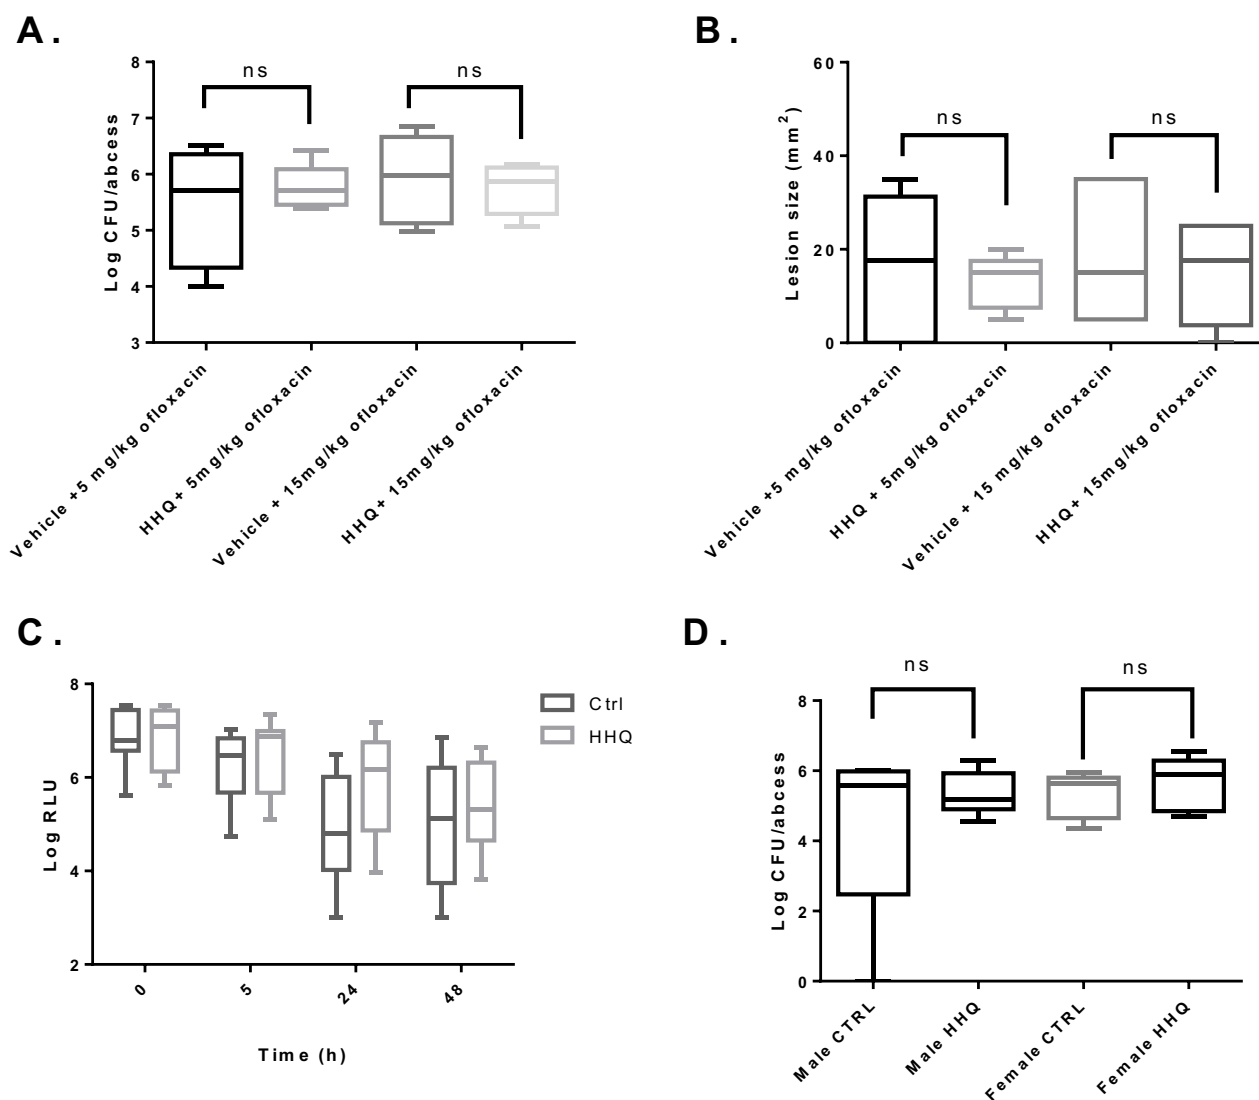 A.
ns
ns
8
7
6
5
4
3
Log CFU/abcess
Vehicle +5 mg/kg ofloxacin
HHQ+ 5mg/kg ofloxacin
Vehicle + 15mg/kg ofloxacin
HHQ+ 15mg/kg ofloxacin
B.
ns
ns
60
40
20
0
Lesion size (mm²)
Vehicle +5 mg/kg ofloxacin
HHQ + 5mg/kg ofloxacin
Vehicle + 15 mg/kg ofloxacin
HHQ+ 15mg/kg ofloxacin
C.
8
6
4
2
Log RLU
0
5
24
48
Time (h)
Ctrl
HHQ
D.
ns
ns
8
6
4
2
0
Log CFU/abcess
Male CTRL
Male HHQ
Female CTRL
Female HHQ